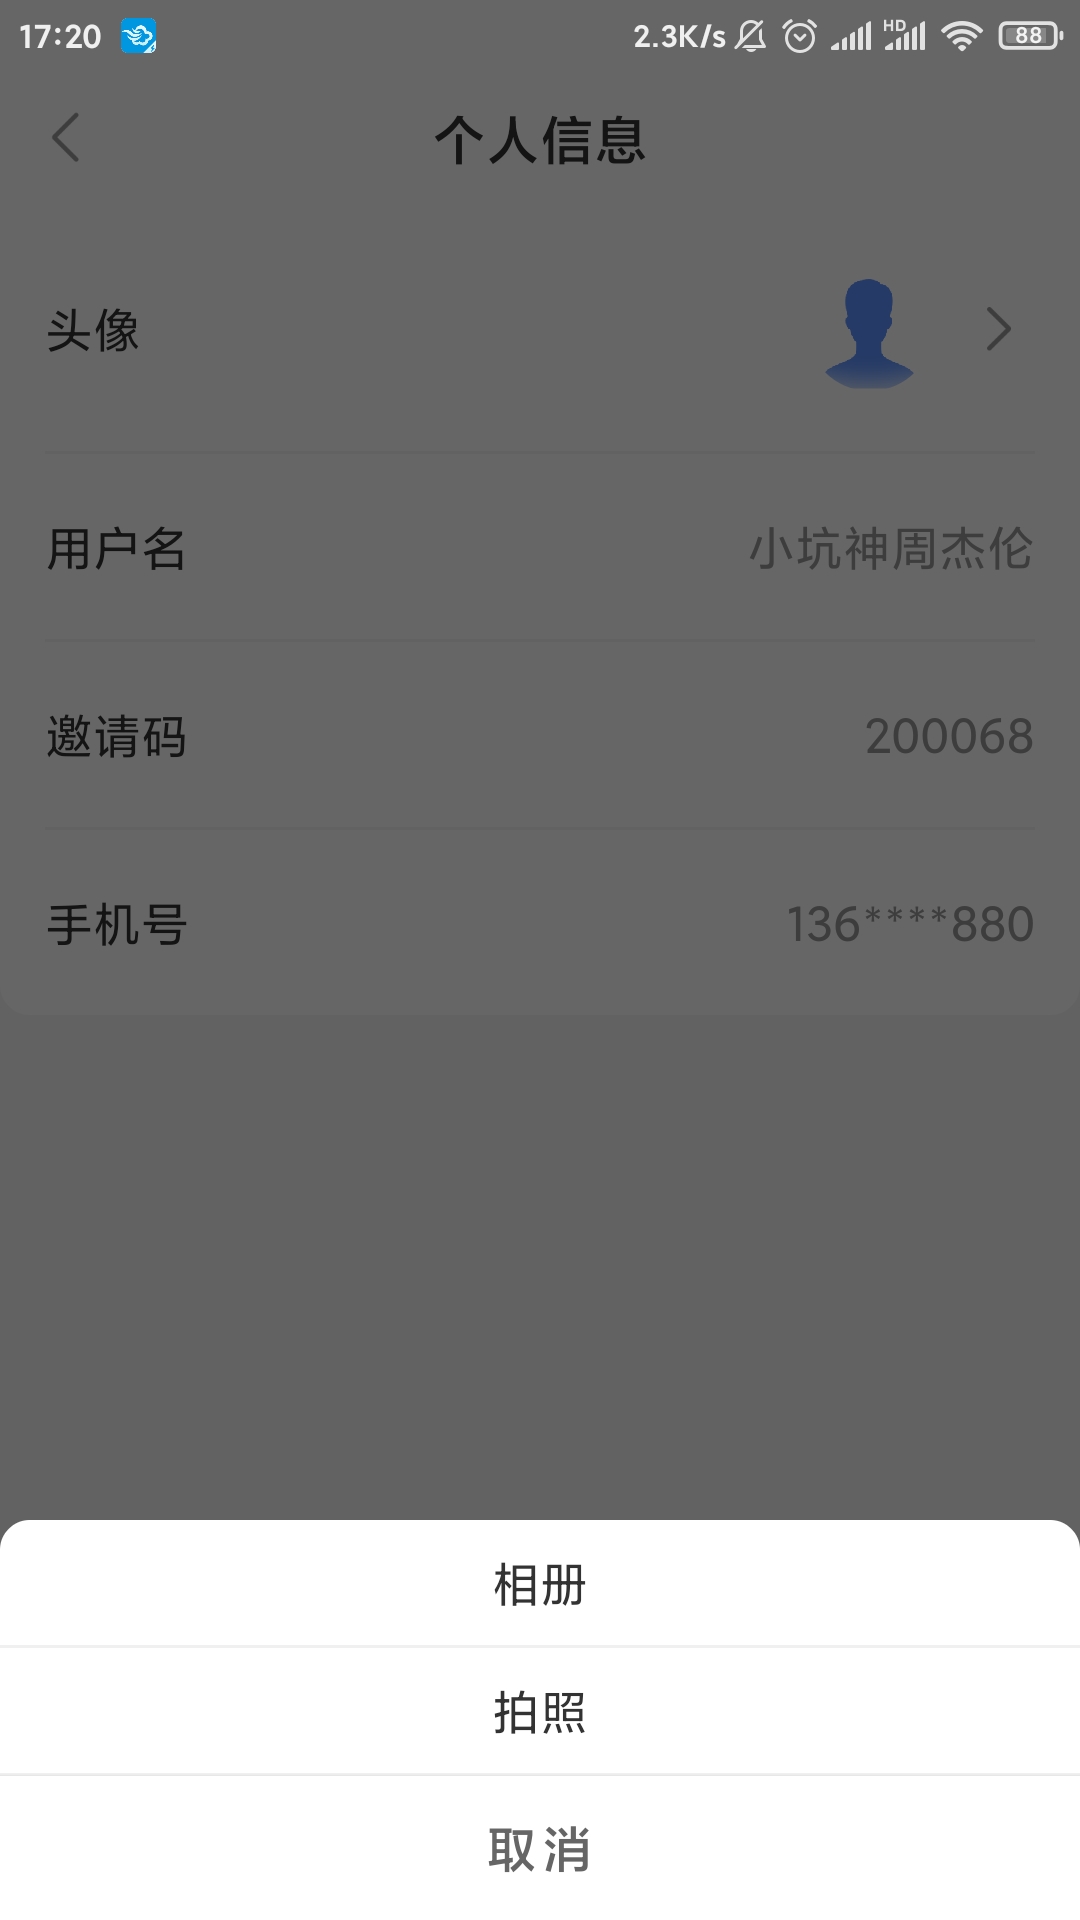 17:20 2.3K/s HD 88
个人信息
头像
用户名 小坑神周杰伦
邀请码 200068
手机号 136****880
相册
拍照
取消